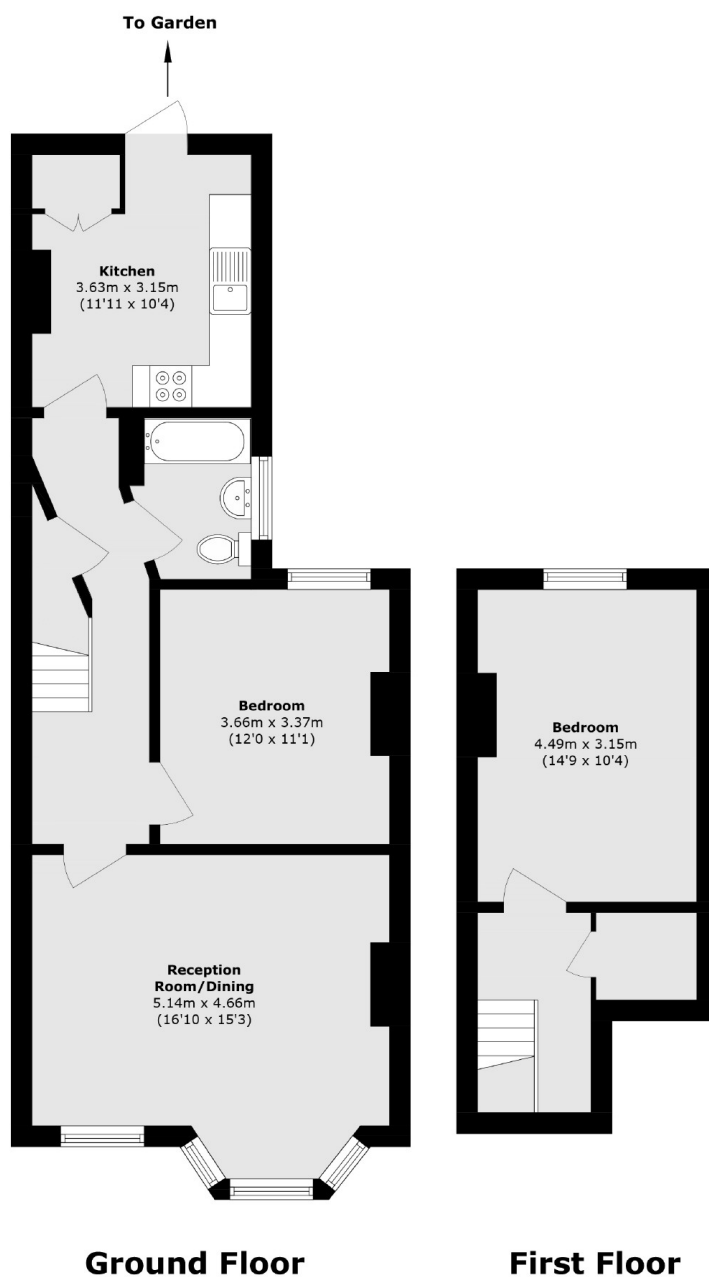 To Garden
Kitchen
3.63m x 3.15m
(11'11 x 10'4)
Bedroom
3.66m x 3.37m
(12'0 x 11'1)
Bedroom
4.49m x 3.15m
(14'9 x 10'4)
Reception
Room/Dining
5.14m x 4.66m
(16'10 x 15'3)
Ground Floor
First Floor